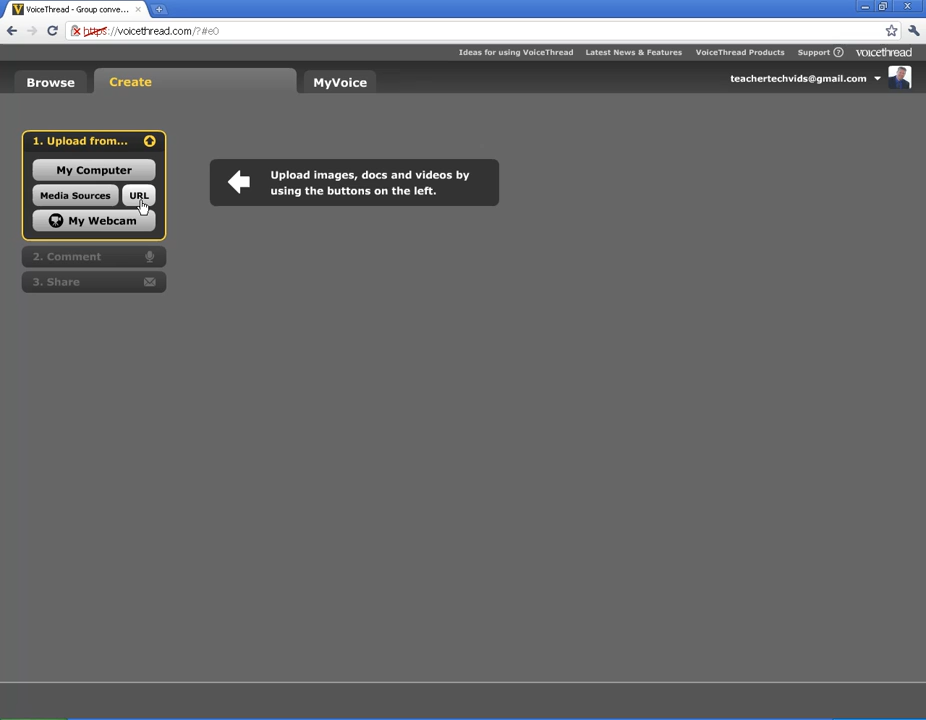 VoiceThread - Group conve...
https://voicethread.com/?#e0
Ideas for using VoiceThread
Latest News & Features
VoiceThread Products
Support ?
voicethread
Browse
Create
MyVoice
teachertechvids@gmail.com
1. Upload from...
My Computer
Media Sources
URL
My Webcam
2. Comment
3. Share
Upload images, docs and videos by
using the buttons on the left.